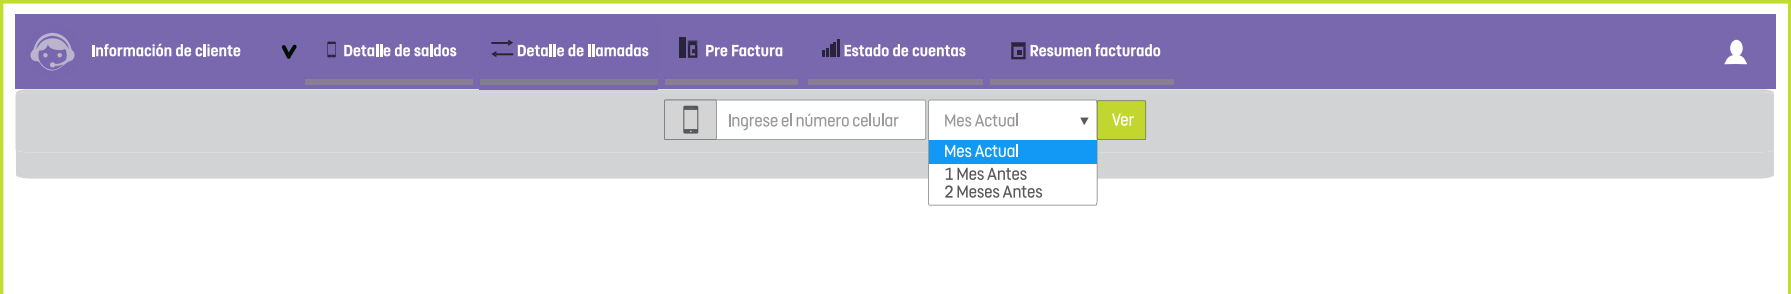 Información de cliente Detalle de saldos Detalle de llamadas Pre Factura Estado de cuentas Resumen facturado
Ingrese el número celular Mes Actual Ver
Mes Actual
1 Mes Antes
2 Meses Antes